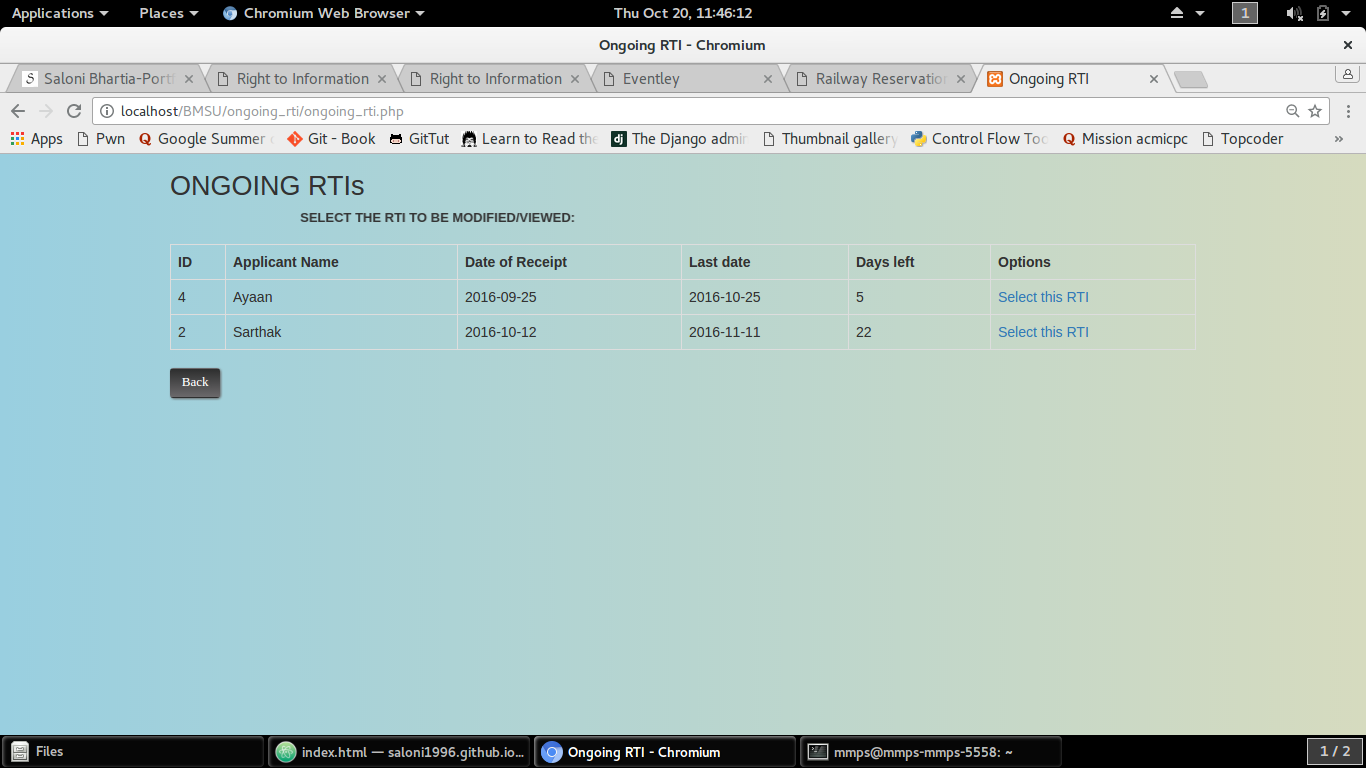 Applications Places Chromium Web Browser Thu Oct 20, 11:46:12 1
Ongoing RTI - Chromium
Saloni Bhartia-Portf Right to Information Right to Information Eventley Railway Reservation Ongoing RTI
localhost/BMSU/ongoing_rti/ongoing_rti.php
Apps Pwn Google Summer Git - Book GitTut Learn to Read the The Django admin Thumbnail gallery Control Flow Too Mission acmicpc Topcoder »
ONGOING RTIs
SELECT THE RTI TO BE MODIFIED/VIEWED:
ID Applicant Name Date of Receipt Last date Days left Options
4 Ayaan 2016-09-25 2016-10-25 5 Select this RTI
2 Sarthak 2016-10-12 2016-11-11 22 Select this RTI
Back
Files index.html — saloni1996.github.io... Ongoing RTI - Chromium mmps@mmps-mmps-5558: ~ 1 / 2